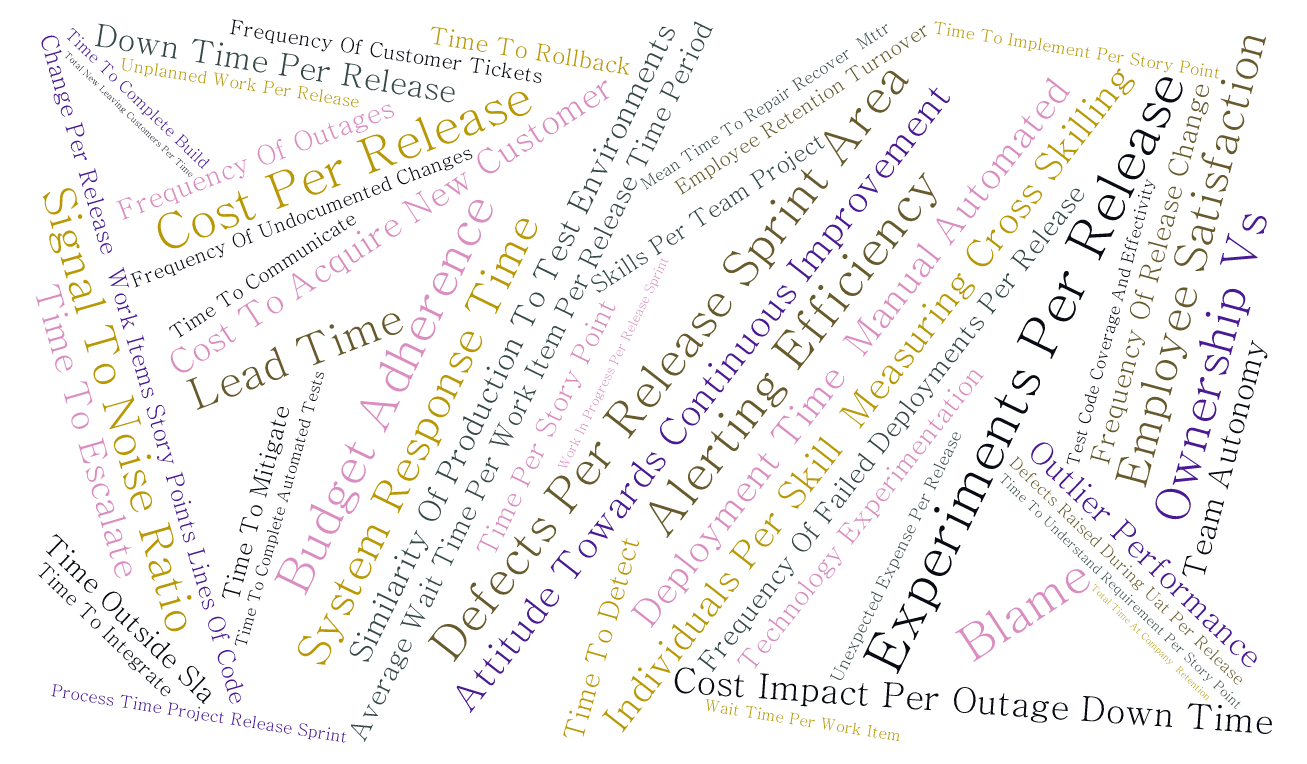 Frequency Of Customer Tickets
Time To Rollback
Down Time Per Release
Unplanned Work Per Release
Time To Complete Build
Total New Leaving Customers Per Time
Change Per Release Work Items Story Points Lines Of Code
Frequency Of Outages
Cost Per Release
Frequency Of Undocumented Changes
Time To Communicate
Cost To Acquire New Customer
Signal To Noise Ratio
Time To Escalate
Lead Time
Time To Mitigate
Time To Complete Automated Tests
Budget Adherence
System Response Time
Similarity Of Production To Test Environments
Average Wait Time Per Work Item Per Release Time Period
Time Outside Sla
Time To Integrate
Process Time Project Release Sprint
Mean Time To Repair Recover Mttr
Employee Retention Turnover
Skills Per Team Project
Time To Implement Per Story Point
Time Per Story Point
Work In Progress Per Release Sprint
Defects Per Release Sprint Area
Attitude Towards Continuous Improvement
Alerting Efficiency
Deployment Time Manual Automated
Time To Detect
Individuals Per Skill Measuring Cross Skilling
Frequency Of Failed Deployments Per Release
Technology Experimentation
Unexpected Expense Per Release
Experiments Per Release
Test Code Coverage And Effectivity
Frequency Of Release Change
Employee Satisfaction
Ownership Vs
Blame
Team Autonomy
Outlier Performance
Defects Raised During Uat Per Release
Time To Understand Requirement Per Story Point
Total Time At Company Retention
Cost Impact Per Outage Down Time
Wait Time Per Work Item